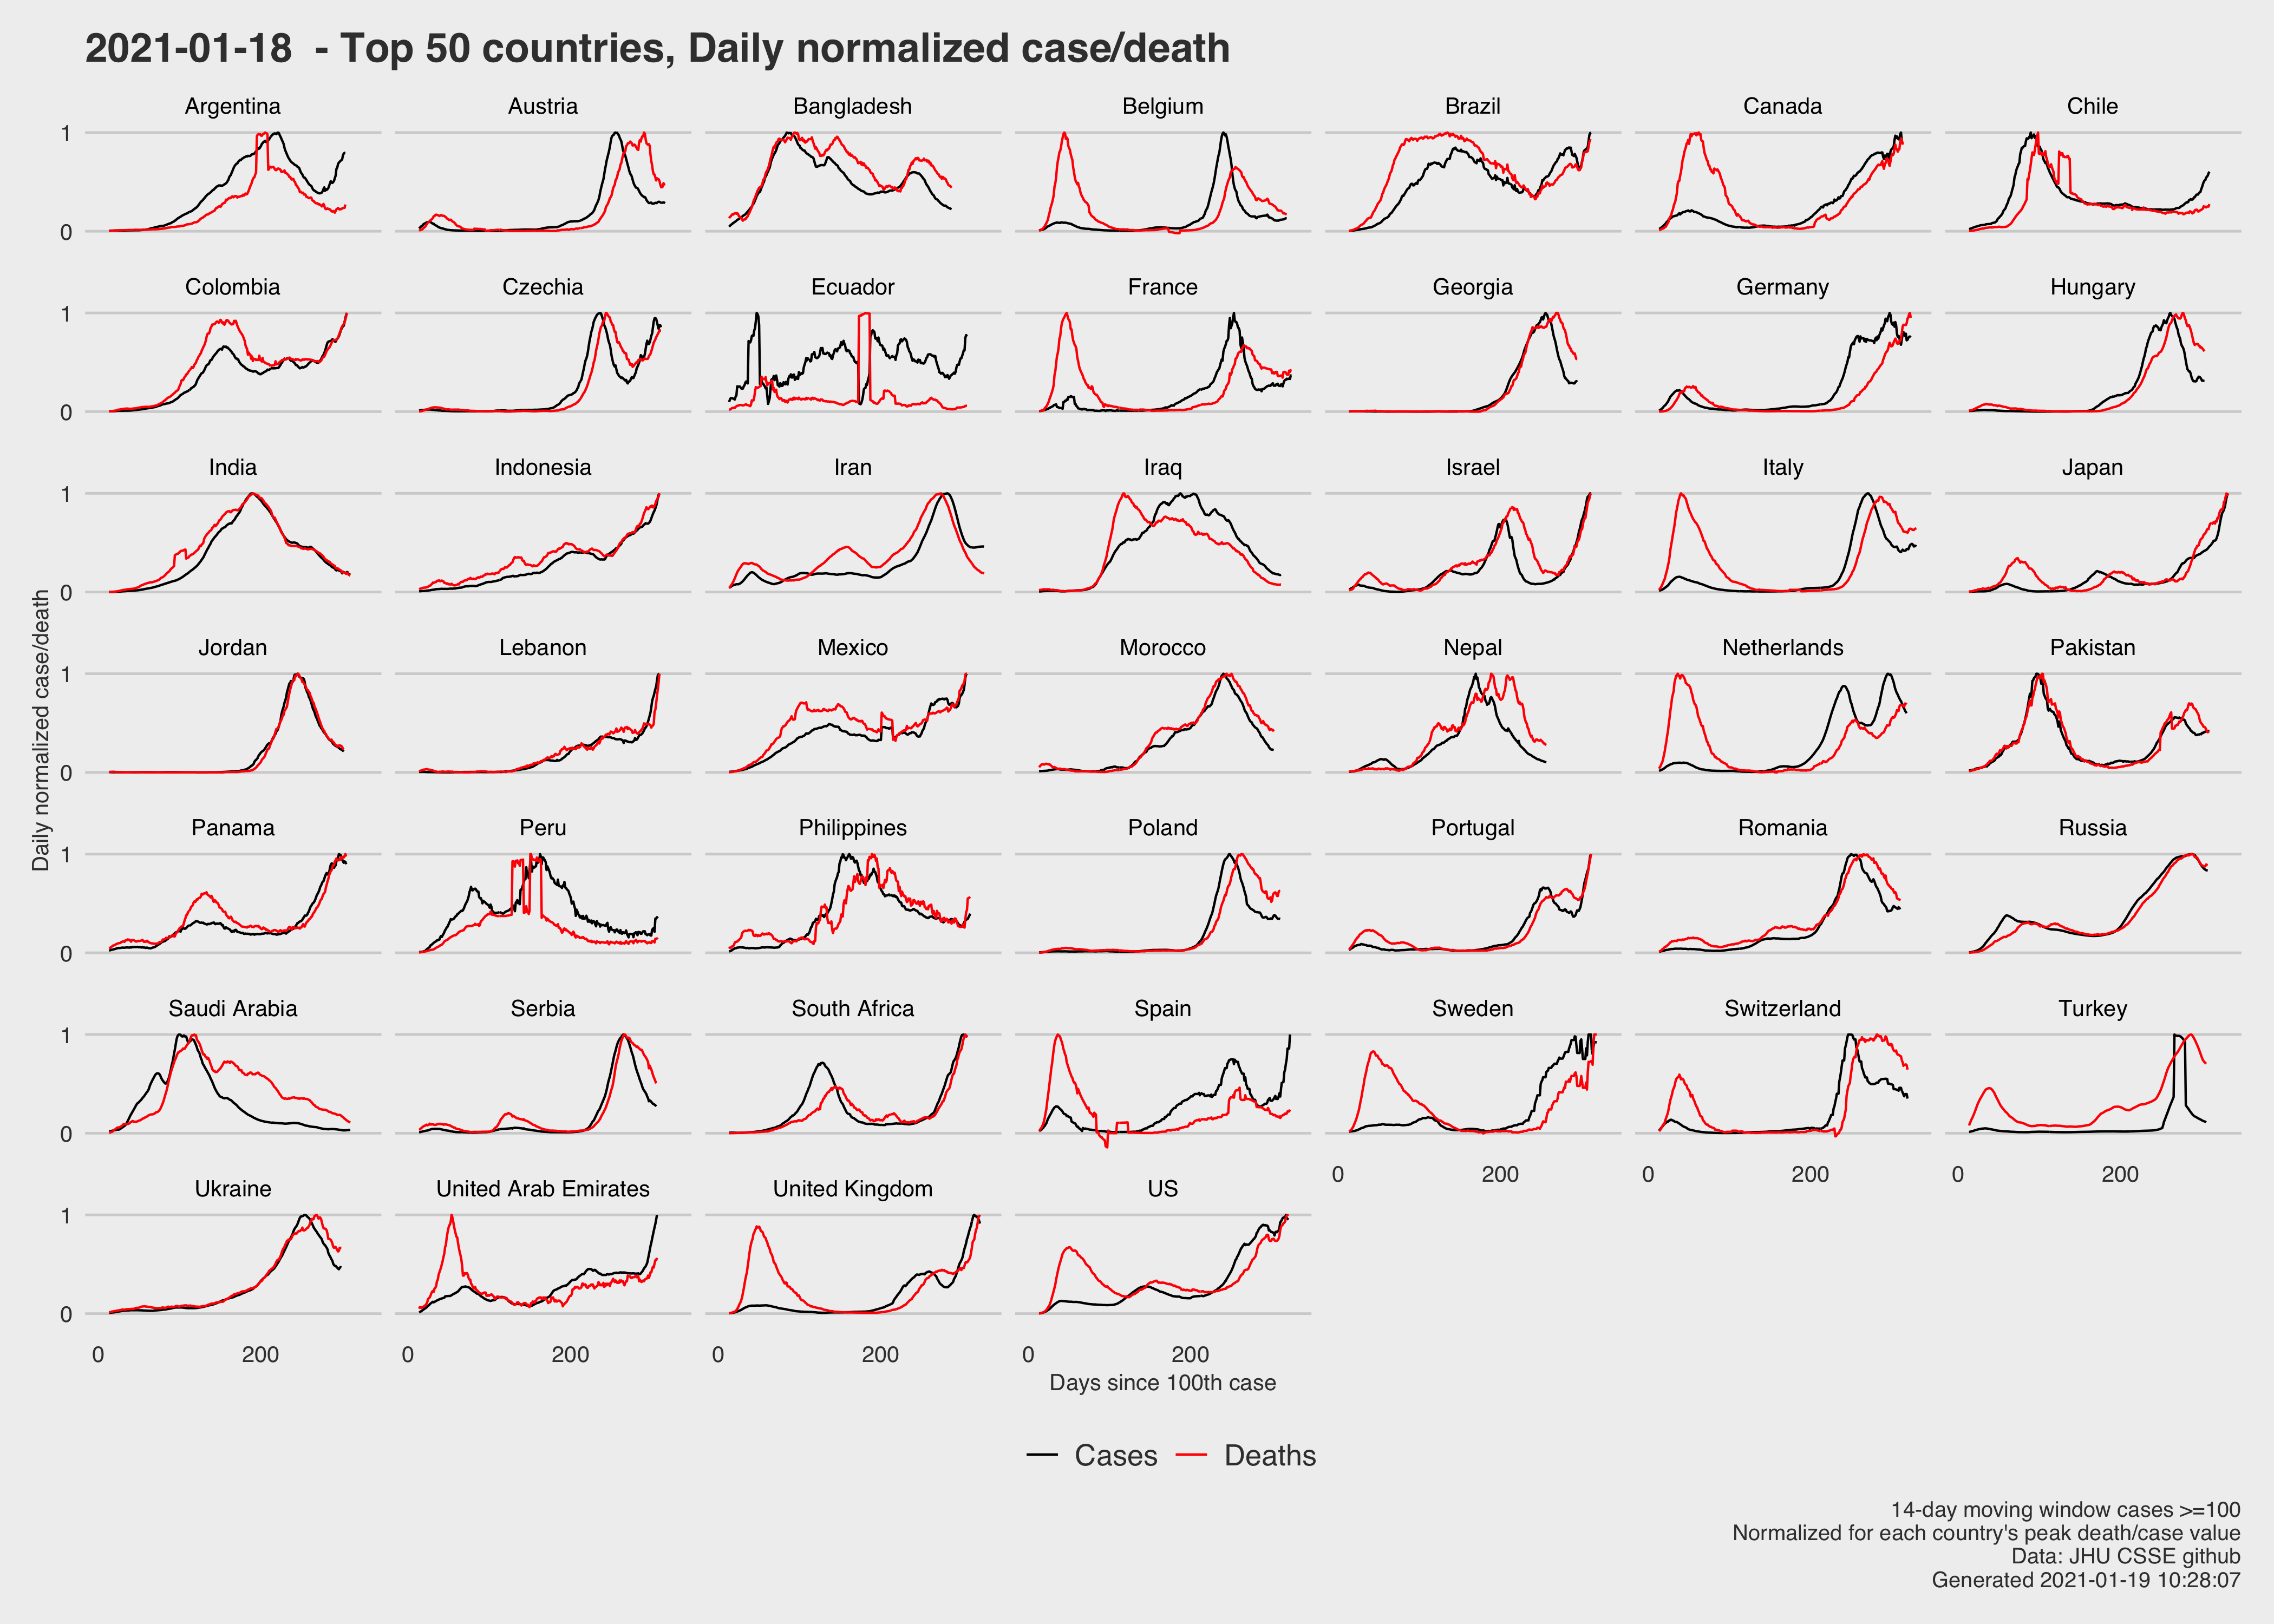 2021-01-18  - Top 50 countries, Daily normalized case/death
Argentina Austria Bangladesh Belgium Brazil Canada Chile
1
0
Colombia Czechia Ecuador France Georgia Germany Hungary
1
0
India Indonesia Iran Iraq Israel Italy Japan
1
0
Daily normalized case/death
Jordan Lebanon Mexico Morocco Nepal Netherlands Pakistan
1
0
Panama Peru Philippines Poland Portugal Romania Russia
1
0
Saudi Arabia Serbia South Africa Spain Sweden Switzerland Turkey
1
0
0 200 0 200 0 200
Ukraine United Arab Emirates United Kingdom US
1
0
0 200 0 200 0 200 0 200
Days since 100th case
Cases Deaths
14-day moving window cases >=100
Normalized for each country's peak death/case value
Data: JHU CSSE github
Generated 2021-01-19 10:28:07